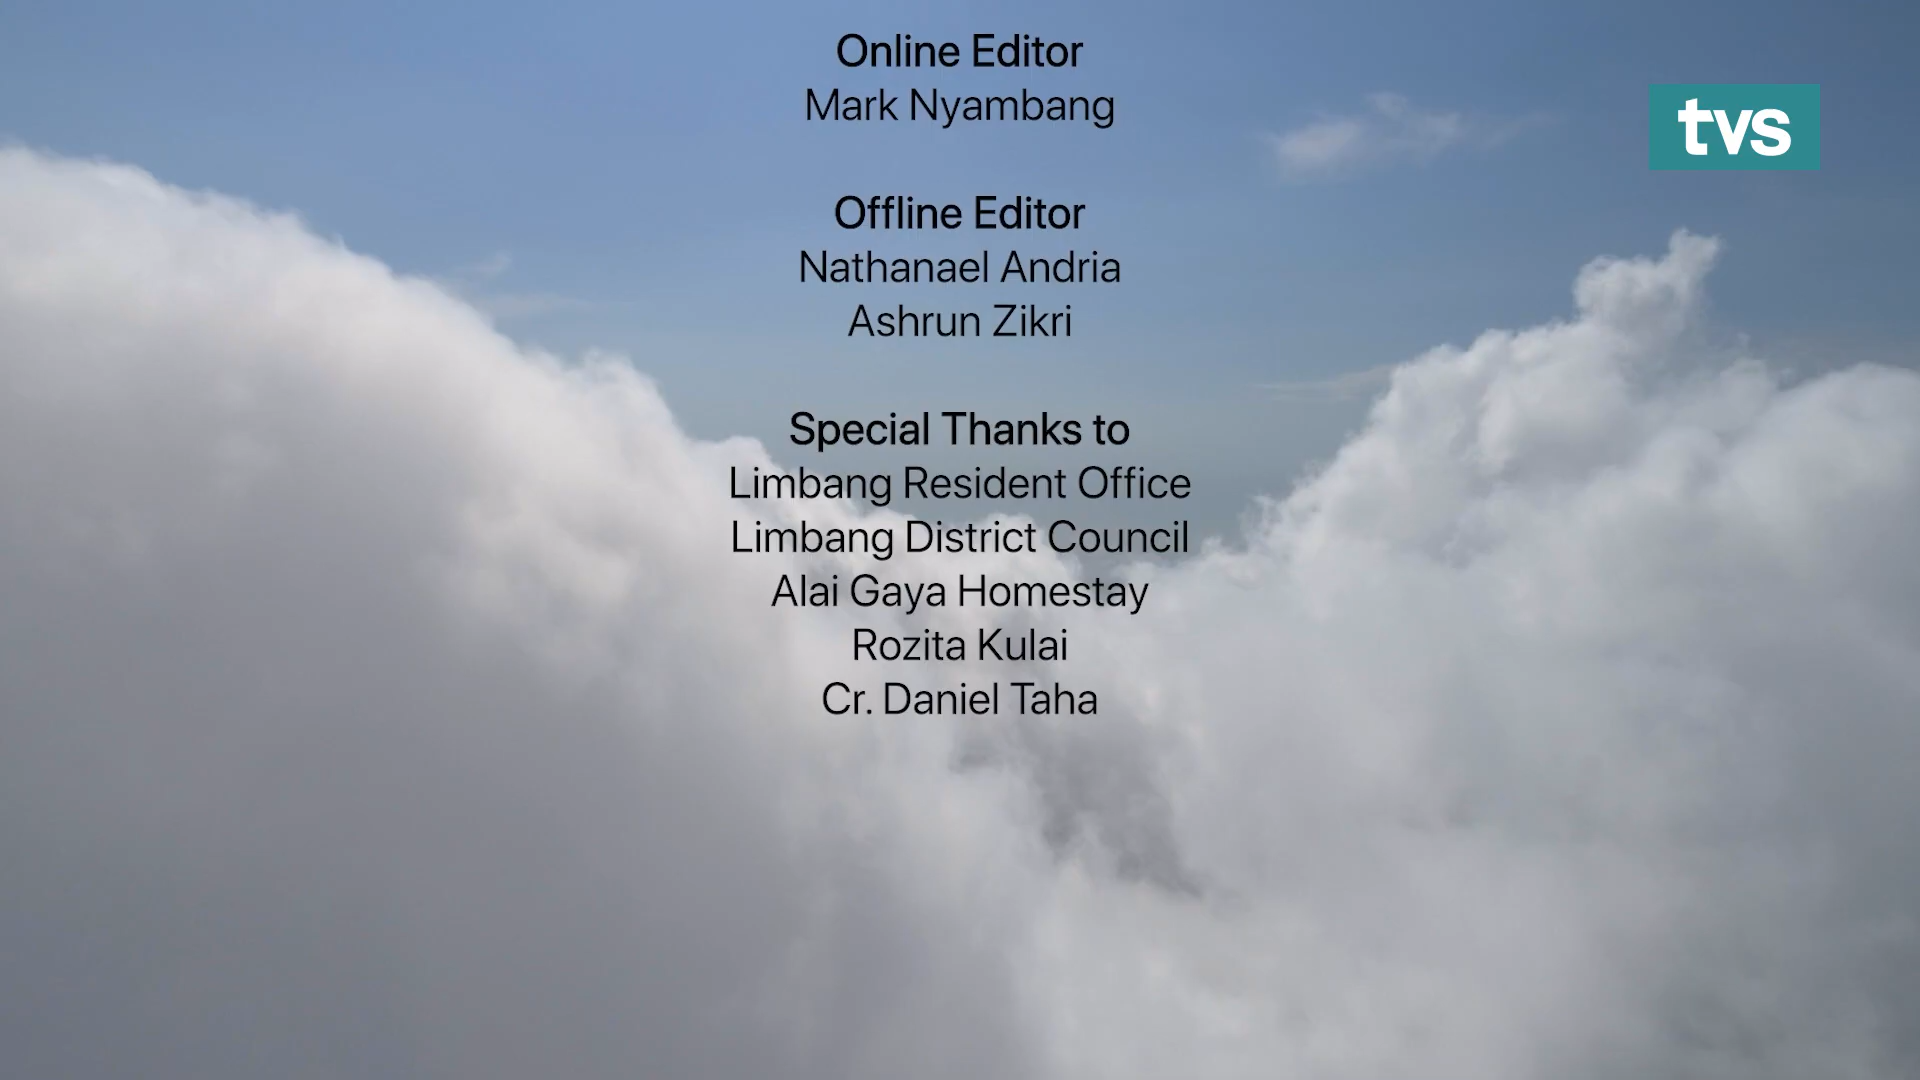 Online Editor
Mark Nyambang
tvs
Offline Editor
Nathanael Andria
Ashrun Zikri
Special Thanks to
Limbang Resident Office
Limbang District Council
Alai Gaya Homestay
Rozita Kulai
Cr. Daniel Taha